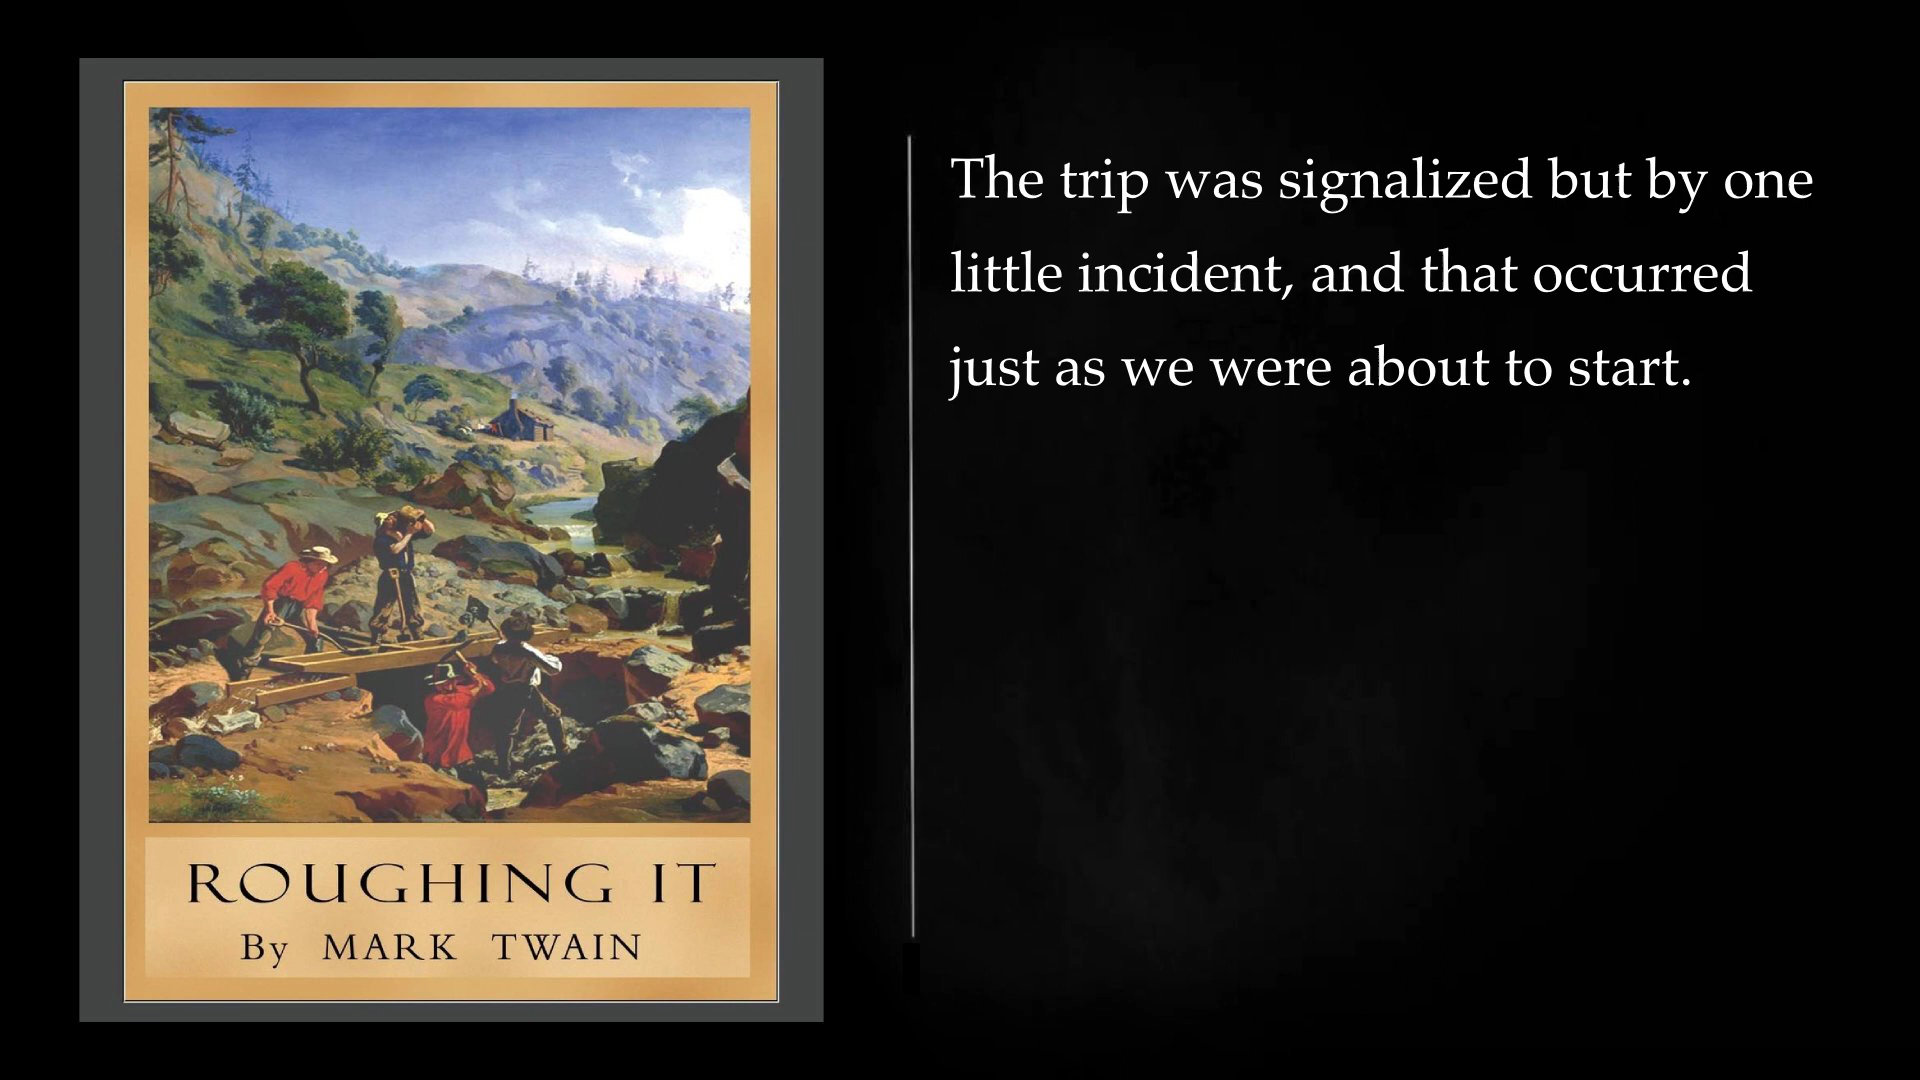 ROUGHING IT
By MARK TWAIN
The trip was signalized but by one
little incident, and that occurred
just as we were about to start.